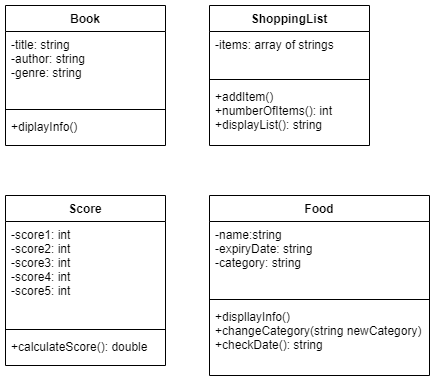 Book
-title: string
-author: string
-genre: string
+diplayInfo()
ShoppingList
-items: array of strings
+addItem()
+numberOfItems(): int
+displayList(): string
Score
-score1: int
-score2: int
-score3: int
-score4: int
-score5: int
+calculateScore(): double
Food
-name:string
-expiryDate: string
-category: string
+displlayInfo()
+changeCategory(string newCategory)
+checkDate(): string